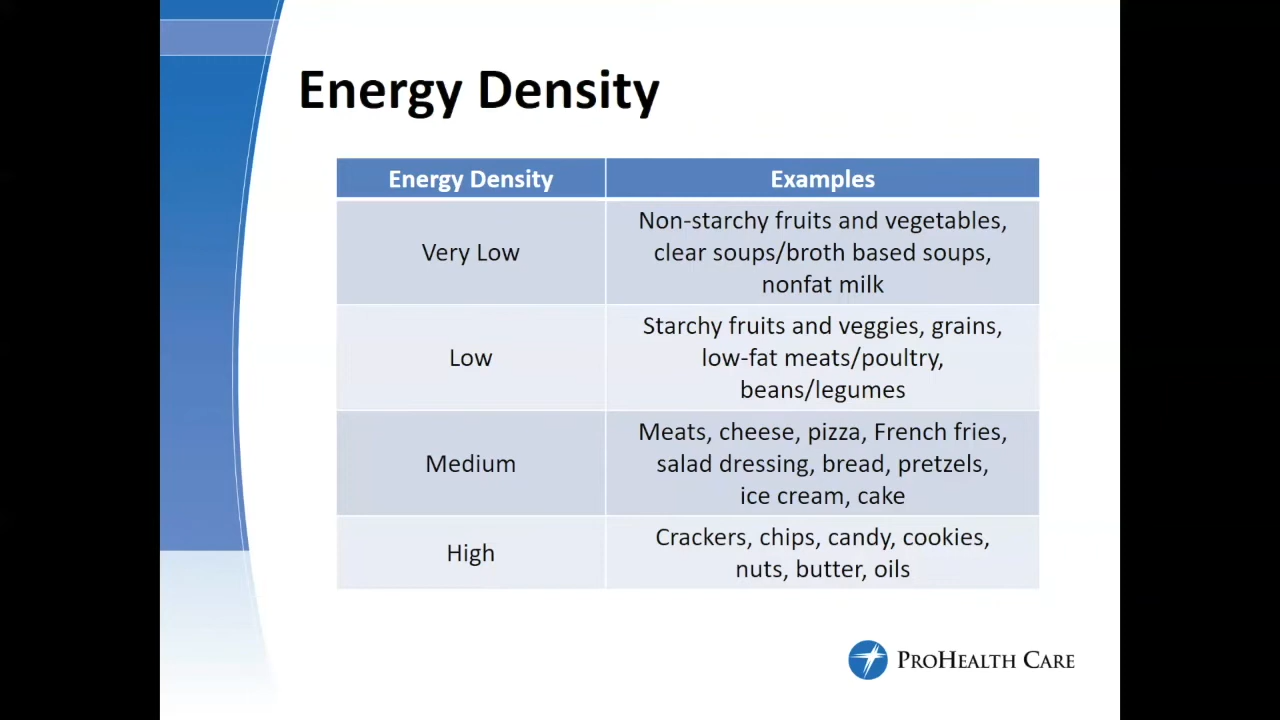 Energy Density
Energy Density
Examples
Very Low
Non-starchy fruits and vegetables,
clear soups/broth based soups,
nonfat milk
Low
Starchy fruits and veggies, grains,
low-fat meats/poultry,
beans/legumes
Medium
Meats, cheese, pizza, French fries,
salad dressing, bread, pretzels,
ice cream, cake
High
Crackers, chips, candy, cookies,
nuts, butter, oils
PROHEALTH CARE